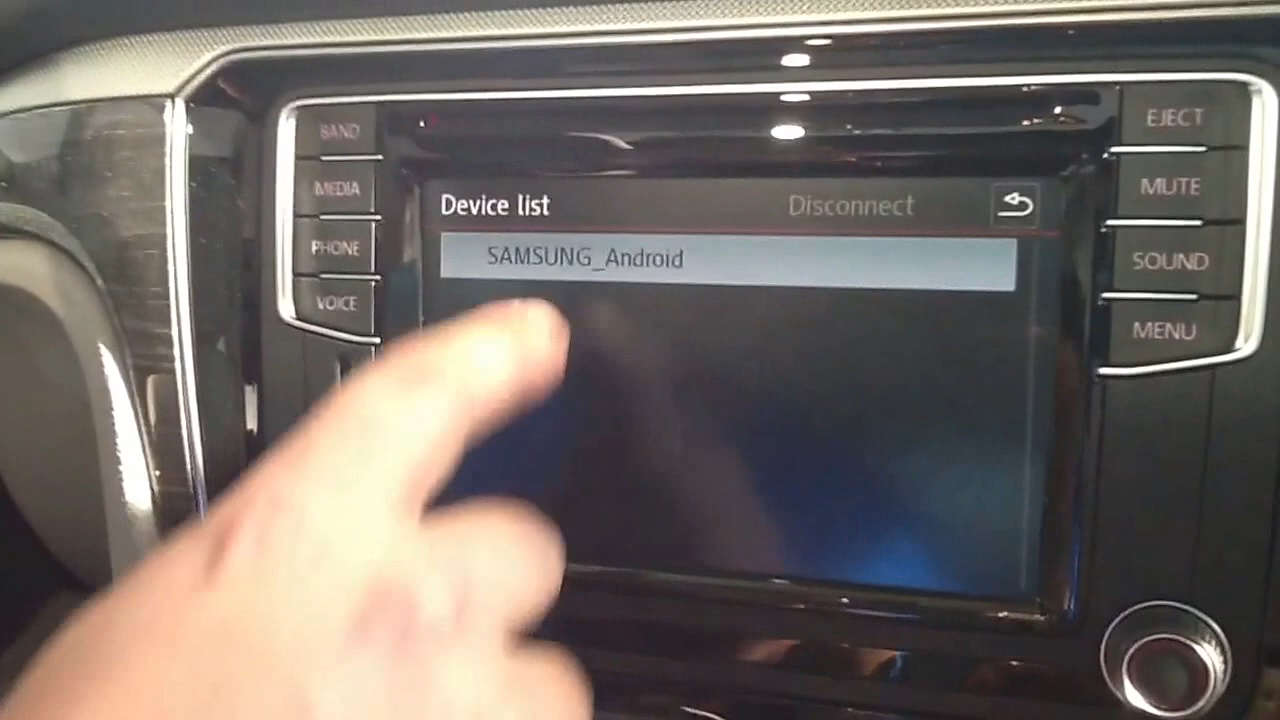 BAND
MEDIA
PHONE
VOICE
Device list
Disconnect
SAMSUNG_Android
EJECT
MUTE
SOUND
MENU